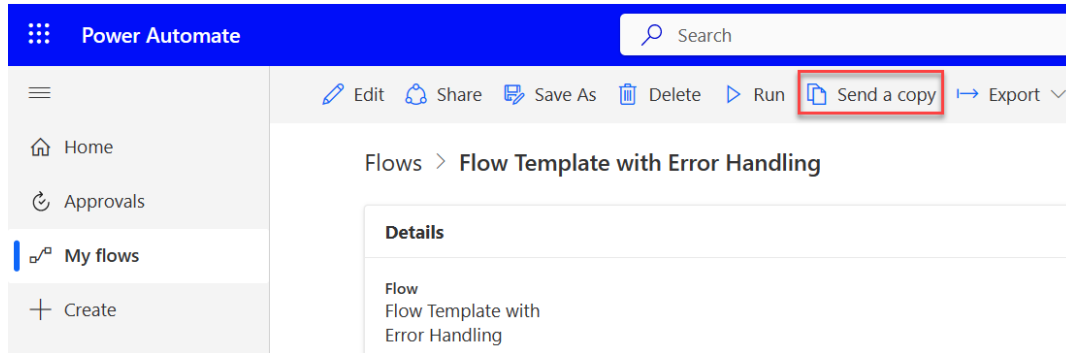 Power Automate
Search
Edit Share Save As Delete Run Send a copy Export
Home
Approvals
My flows
Create
Flows > Flow Template with Error Handling
Details
Flow
Flow Template with
Error Handling